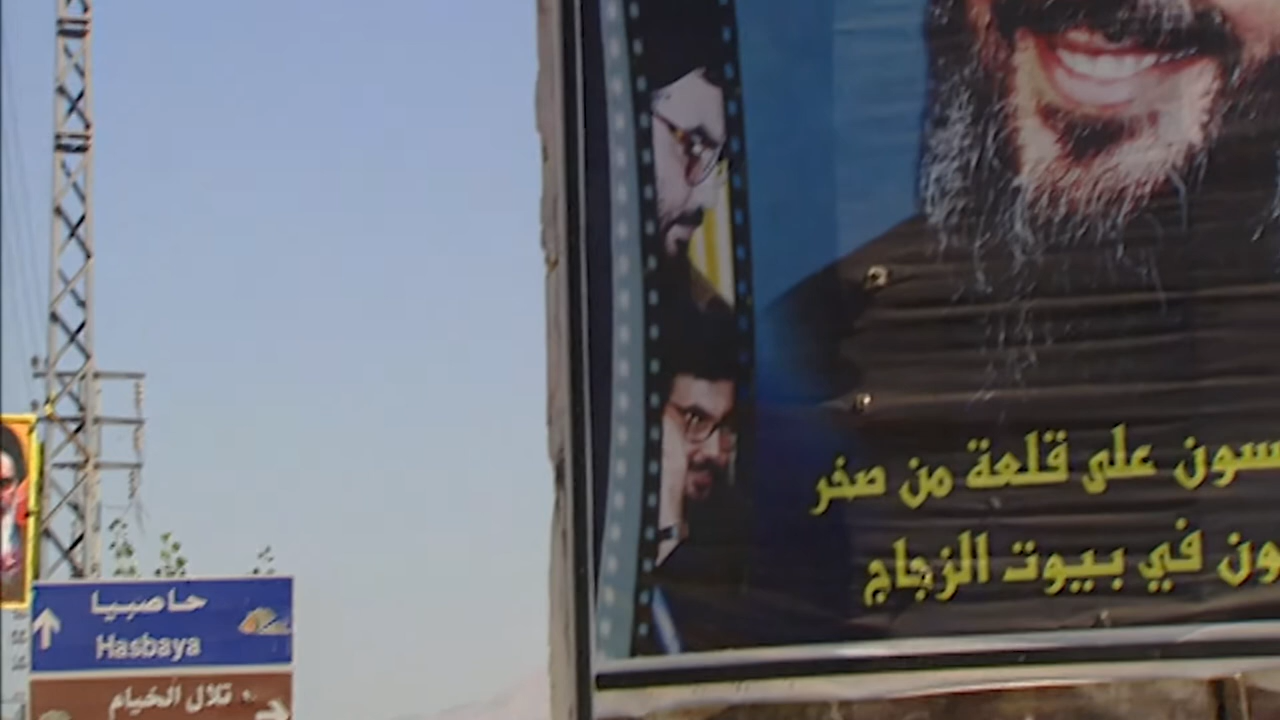 حاصبيا
Hasbaya
تلال الخيام
سون على قلعة من صخر
ون في بيوت الزجاج